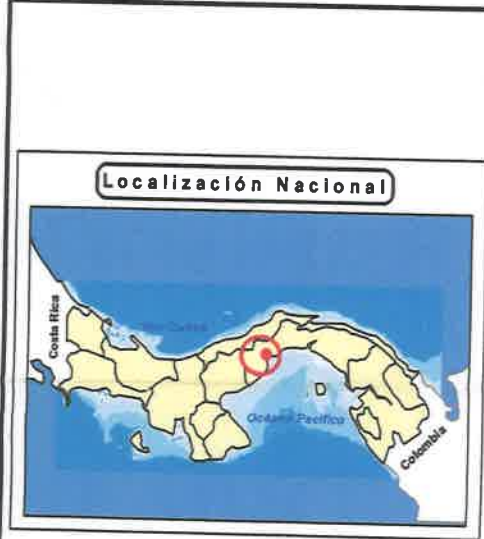 Localización Nacional
Costa Rica
Mar Caribe
Océano Pacífico
Colombia